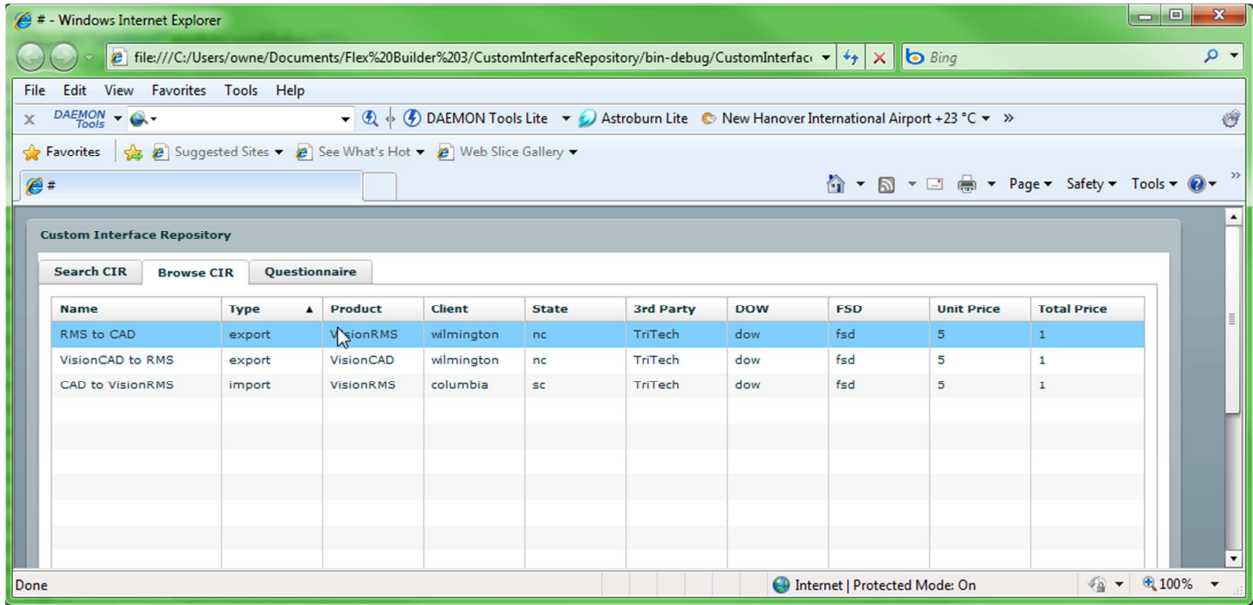 # - Windows Internet Explorer
file:///C:/Users/owne/Documents/Flex%20Builder%203/CustomInterfaceRepository/bin-debug/CustomInterfac Bing
File Edit View Favorites Tools Help
x DAEMON Tools DAEMON Tools Lite Astroburn Lite New Hanover International Airport +23 °C »
Favorites Suggested Sites See What's Hot Web Slice Gallery
# Page Safety Tools »
Custom Interface Repository
Search CIR Browse CIR Questionnaire
Name Type Product Client State 3rd Party DOW FSD Unit Price Total Price
RMS to CAD export VisionRMS wilmington nc TriTech dow fsd 5 1
VisionCAD to RMS export VisionCAD wilmington nc TriTech dow fsd 5 1
CAD to VisionRMS import VisionRMS columbia sc TriTech dow fsd 5 1
Done Internet | Protected Mode: On 100%